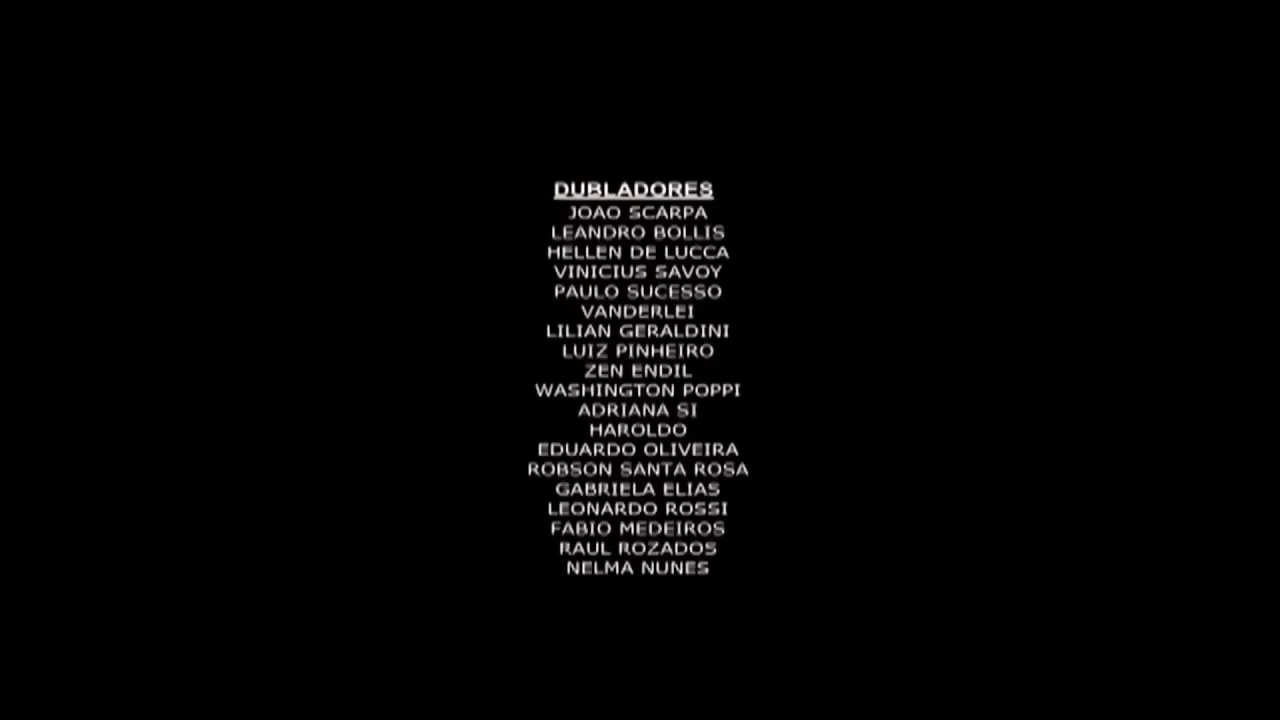 DUBLADORES
JOAO SCARPA
LEANDRO BOLLIS
HELLEN DE LUCCA
VINICIUS SAVOY
PAULO SUCESSO
VANDERLEI
LILIAN GERALDINI
LUIZ PINHEIRO
ZEN ENDIL
WASHINGTON POPPI
ADRIANA SI
HAROLDO
EDUARDO OLIVEIRA
ROBSON SANTA ROSA
GABRIELA ELIAS
LEONARDO ROSSI
FABIO MEDEIROS
RAUL ROZADOS
NELMA NUNES